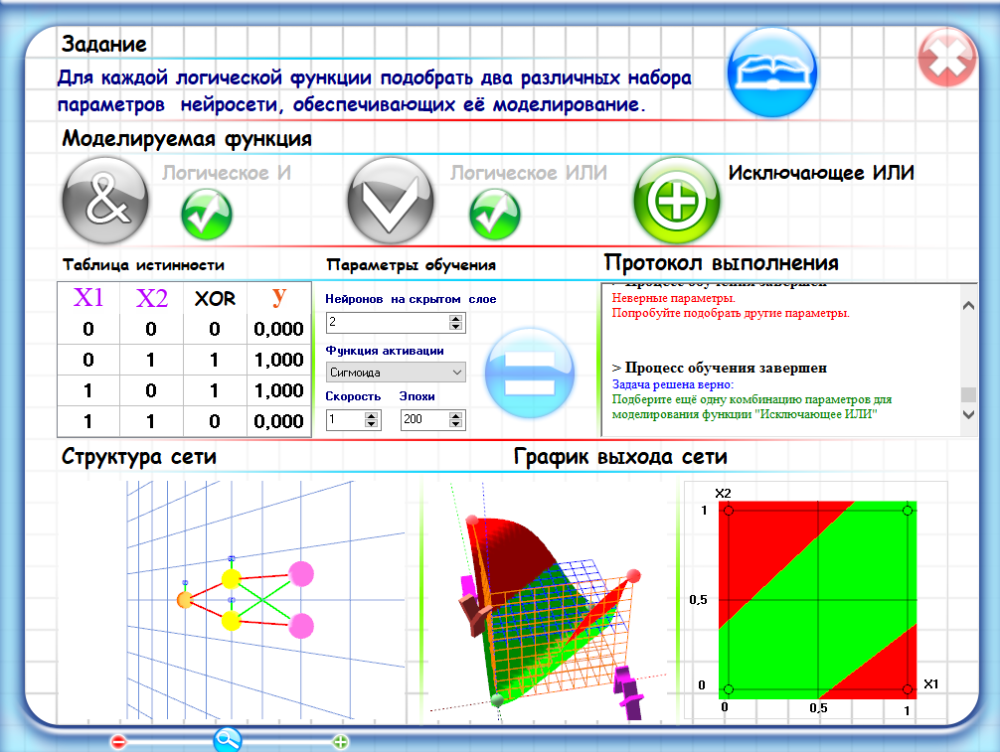 Задание
Для каждой логической функции подобрать два различных набора
параметров нейросети, обеспечивающих её моделирование.
Моделируемая функция
&
Логическое И
Логическое ИЛИ
Исключающее ИЛИ
Таблица истинности
Параметры обучения
Протокол выполнения
X1 X2 XOR y
0 0 0 0,000
0 1 1 1,000
1 0 1 1,000
1 1 0 0,000
Нейронов на скрытом слое
2
Функция активации
Сигмоида
Скорость Эпохи
1 200
> Процесс обучения завершен
Неверные параметры.
Попробуйте подобрать другие параметры.
> Процесс обучения завершен
Задача решена верно:
Подберите ещё одну комбинацию параметров для
моделирования функции "Исключающее ИЛИ"
Структура сети
График выхода сети
X2
1
0,5
0
X1
0 0,5 1